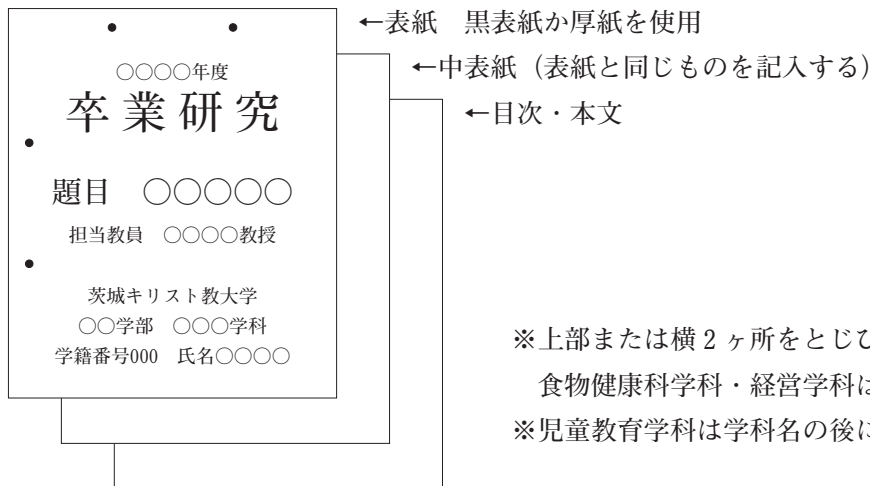 ←表紙　黒表紙か厚紙を使用
←中表紙（表紙と同じものを記入する）
←目次・本文
○○○○年度
卒業研究
題目　○○○○○
担当教員　○○○○教授
茨城キリスト教大学
○○学部　○○○学科
学籍番号000　氏名○○○○
※上部または横2ヶ所をとじひ
食物健康科学科・経営学科は
※児童教育学科は学科名の後に